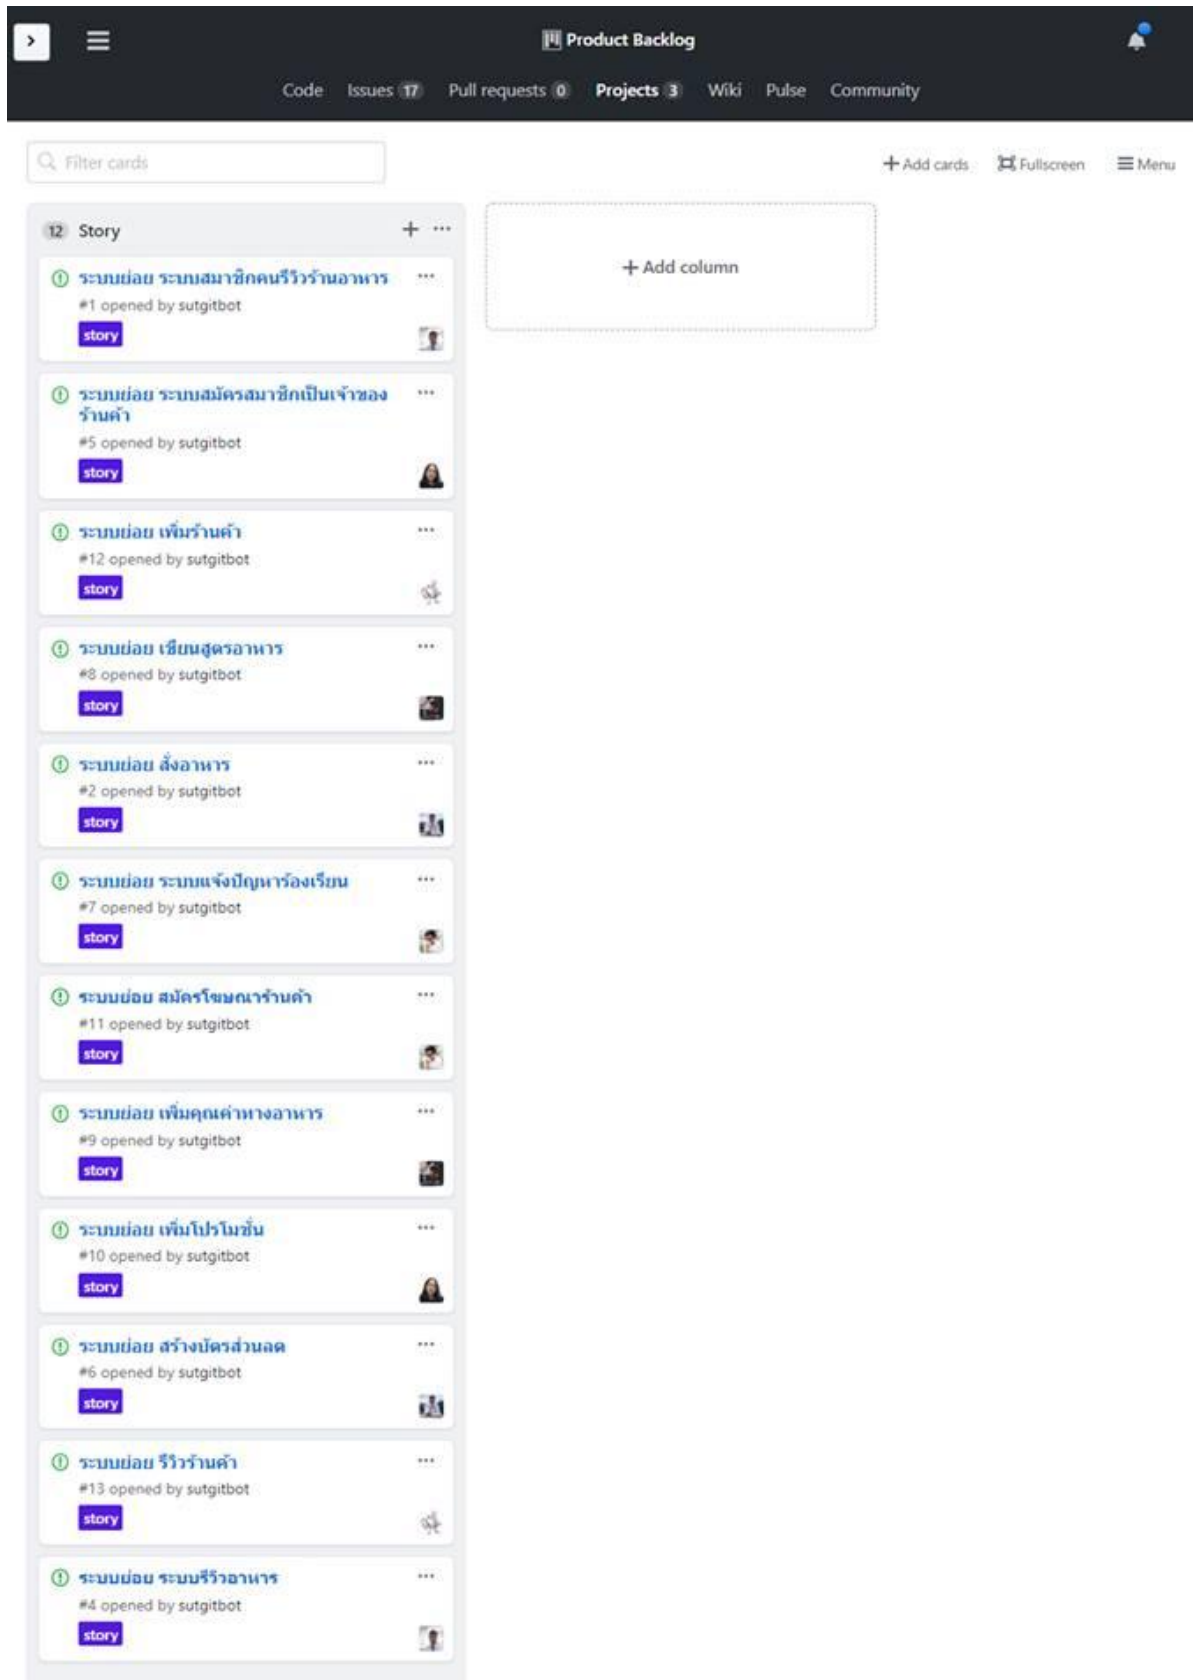 Product Backlog
Code Issues 17 Pull requests 0 Projects 3 Wiki Pulse Community
Filter cards
Add cards Fullscreen Menu
12 Story
Add column
ระบบย่อย ระบบสมาชิกคนรีวิวร้านอาหาร
#1 opened by sutgitbot
story
ระบบย่อย ระบบสมัครสมาชิกเป็นเจ้าของ
ร้านค้า
#5 opened by sutgitbot
story
ระบบย่อย เพิ่มร้านค้า
#12 opened by sutgitbot
story
ระบบย่อย เขียนสูตรอาหาร
#8 opened by sutgitbot
story
ระบบย่อย สั่งอาหาร
#2 opened by sutgitbot
story
ระบบย่อย ระบบแจ้งปัญหาร้องเรียน
#7 opened by sutgitbot
story
ระบบย่อย สมัครโฆษณาร้านค้า
#11 opened by sutgitbot
story
ระบบย่อย เพิ่มคุณค่าทางอาหาร
#9 opened by sutgitbot
story
ระบบย่อย เพิ่มโปรโมชั่น
#10 opened by sutgitbot
story
ระบบย่อย สร้างบัตรส่วนลด
#6 opened by sutgitbot
story
ระบบย่อย รีวิวร้านค้า
#13 opened by sutgitbot
story
ระบบย่อย ระบบรีวิวอาหาร
#4 opened by sutgitbot
story